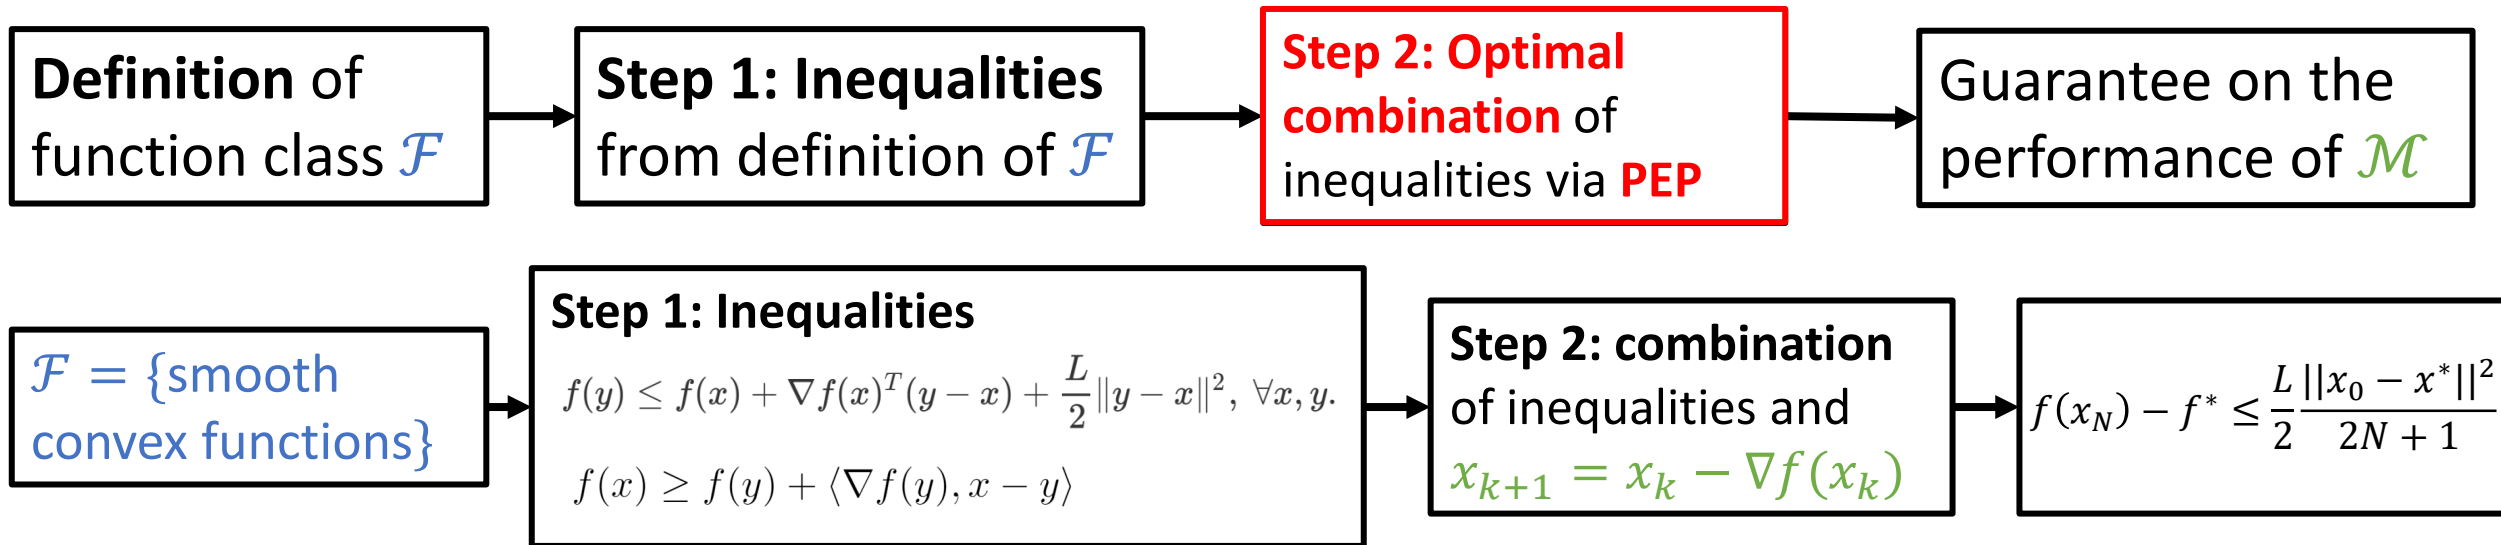 Definition of
function class ℱ
Step 1: Inequalities
from definition of ℱ
Step 2: Optimal
combination of
inequalities via PEP
Guarantee on the
performance of ℳ
ℱ = {smooth
convex functions}
Step 1: Inequalities
f(y) ≤ f(x) + ∇f(x)^T(y − x) + L/2 ‖y − x‖², ∀x, y.
f(x) ≥ f(y) + ⟨∇f(y), x − y⟩
Step 2: combination
of inequalities and
x_{k+1} = x_k − ∇f(x_k)
f(x_N) − f* ≤ L/2 ||x_0 − x*||²/(2N + 1)